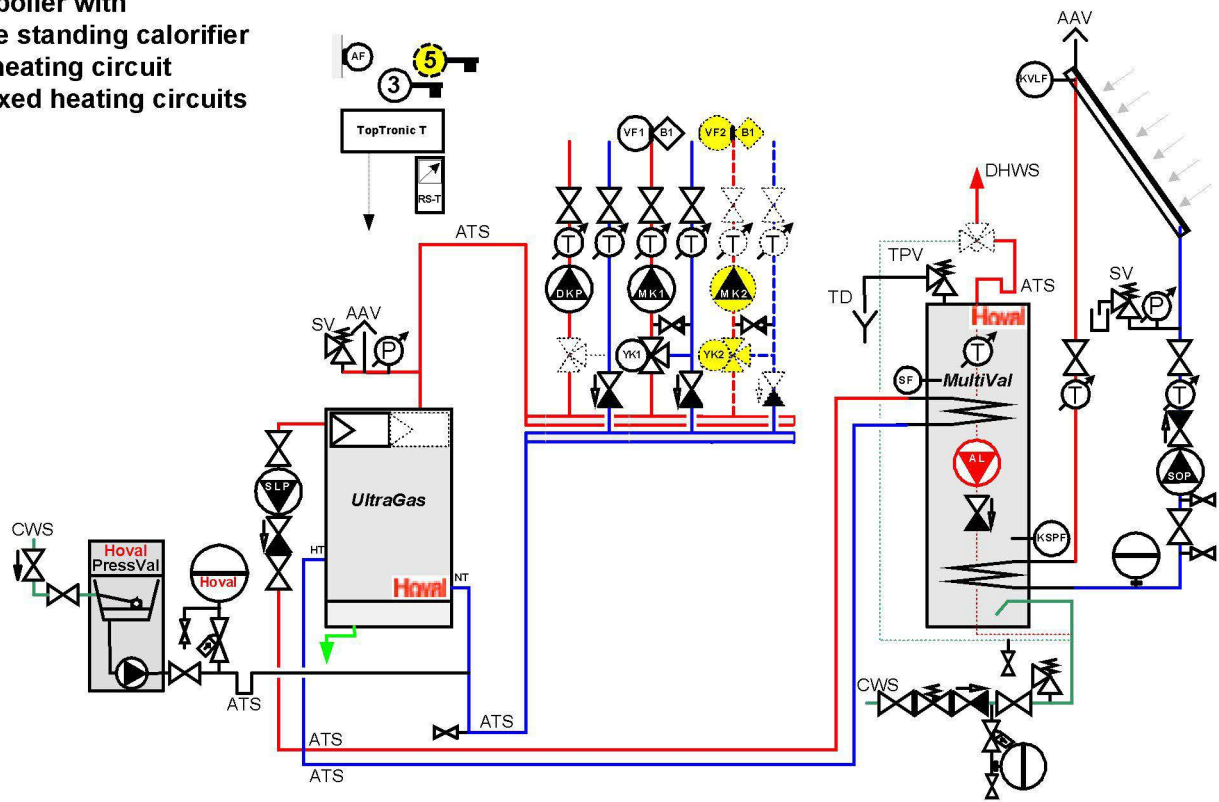 boiler with
e standing calorifier
heating circuit
xed heating circuits
AF
5
3
TopTronic T
RS-T
VF1
B1
VF2
B1
AAV
KVLF
DHWS
ATS
TPV
ATS
TD
SV
P
T
T
T
T
T
T
DKP
MK1
MK2
SV
AAV
P
YK1
YK2
Hoval
T
SF
MultiVal
T
T
AL
SOP
SLP
UltraGas
CWS
Hoval
PressVal
Hoval
HT
NT
Hoval
KSPF
ATS
CWS
ATS
ATS
ATS